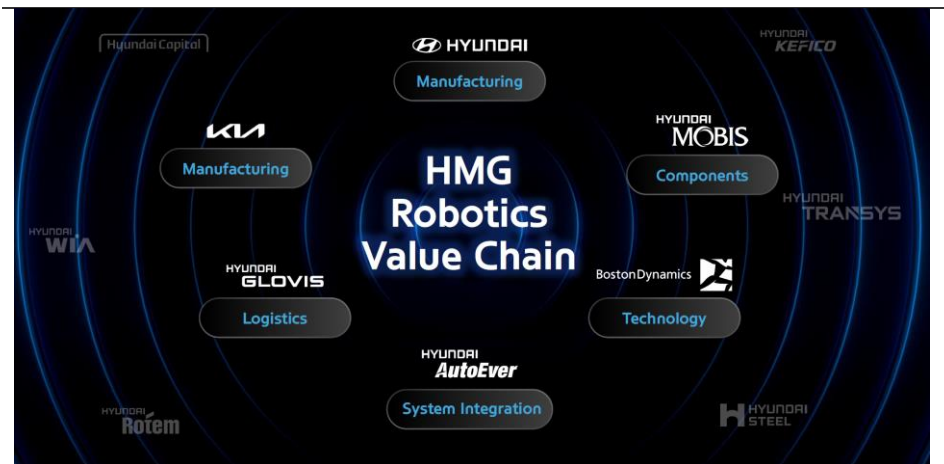 Hyundai Capital
HYUNDAI
Manufacturing
HYUNDAI
KEFICO
KIA
Manufacturing
HYUNDAI
MOBIS
Components
HMG
Robotics
Value Chain
HYUNDAI
TRANSYS
HYUNDAI
WIA
HYUNDAI
GLOVIS
Logistics
BostonDynamics
Technology
HYUNDAI
AutoEver
System Integration
HYUNDAI
Rotem
HYUNDAI
STEEL